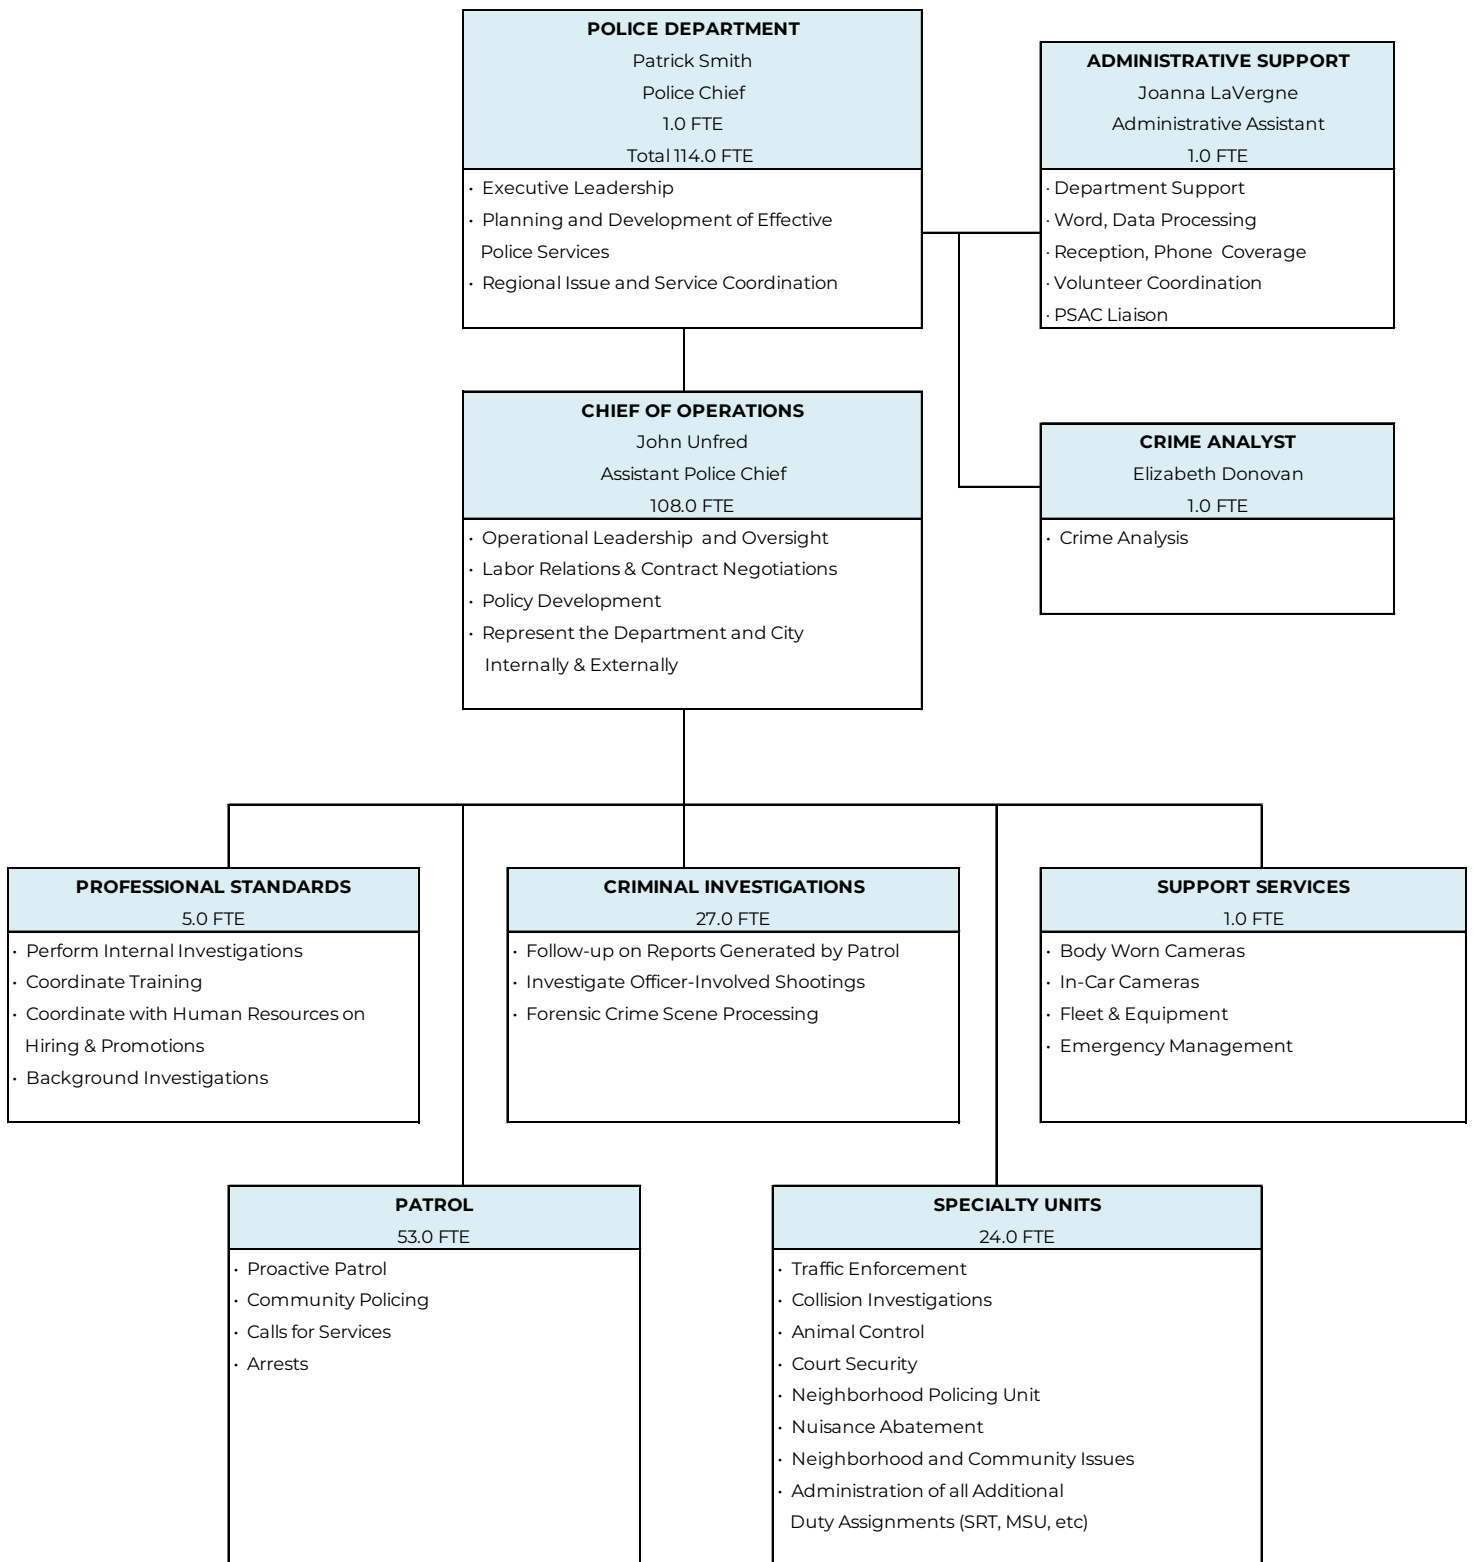 POLICE DEPARTMENT
Patrick Smith
Police Chief
1.0 FTE
Total 114.0 FTE
· Executive Leadership
· Planning and Development of Effective
Police Services
· Regional Issue and Service Coordination
ADMINISTRATIVE SUPPORT
Joanna LaVergne
Administrative Assistant
1.0 FTE
· Department Support
· Word, Data Processing
· Reception, Phone Coverage
· Volunteer Coordination
· PSAC Liaison
CHIEF OF OPERATIONS
John Unfred
Assistant Police Chief
108.0 FTE
· Operational Leadership and Oversight
· Labor Relations & Contract Negotiations
· Policy Development
· Represent the Department and City
Internally & Externally
CRIME ANALYST
Elizabeth Donovan
1.0 FTE
· Crime Analysis
PROFESSIONAL STANDARDS
5.0 FTE
· Perform Internal Investigations
· Coordinate Training
· Coordinate with Human Resources on
Hiring & Promotions
· Background Investigations
CRIMINAL INVESTIGATIONS
27.0 FTE
· Follow-up on Reports Generated by Patrol
· Investigate Officer-Involved Shootings
· Forensic Crime Scene Processing
SUPPORT SERVICES
1.0 FTE
· Body Worn Cameras
· In-Car Cameras
· Fleet & Equipment
· Emergency Management
PATROL
53.0 FTE
· Proactive Patrol
· Community Policing
· Calls for Services
· Arrests
SPECIALTY UNITS
24.0 FTE
· Traffic Enforcement
· Collision Investigations
· Animal Control
· Court Security
· Neighborhood Policing Unit
· Nuisance Abatement
· Neighborhood and Community Issues
· Administration of all Additional
Duty Assignments (SRT, MSU, etc)